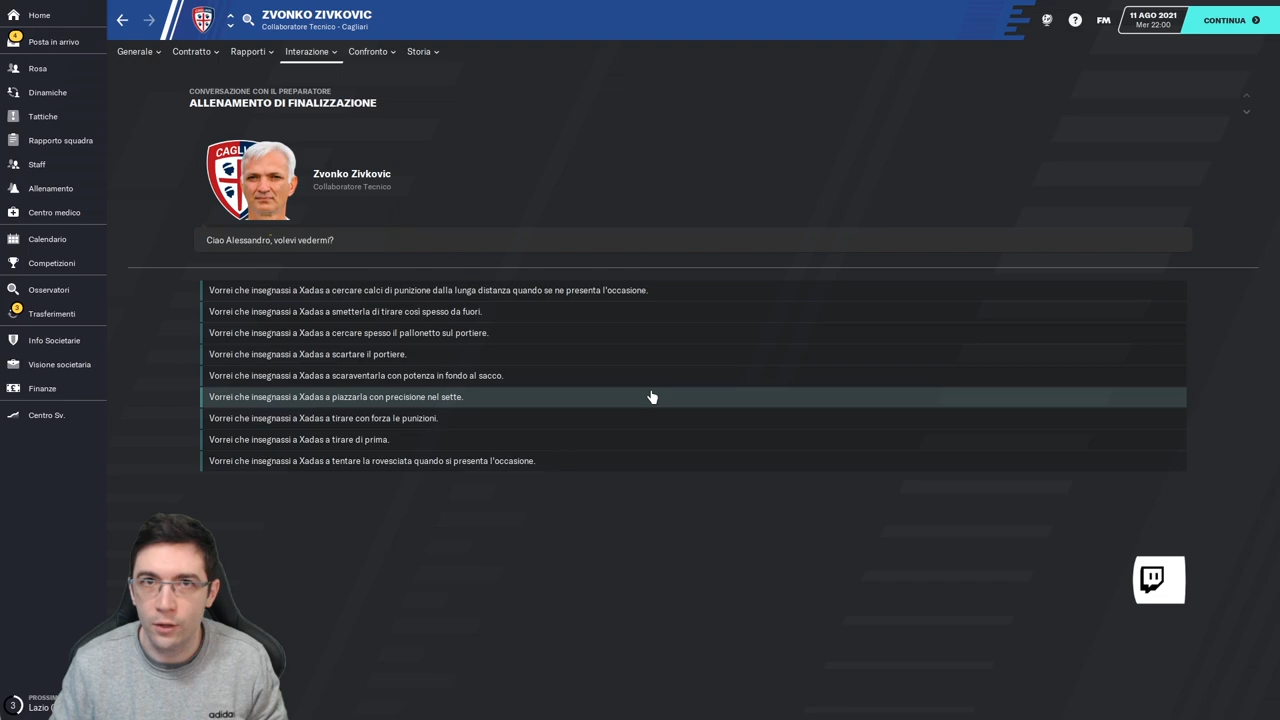 Home
4
Posta in arrivo
Rosa
Dinamiche
Tattiche
Rapporto squadra
Staff
Allenamento
Centro medico
Calendario
Competizioni
Osservatori
3
Trasferimenti
Info Societarie
Visione societaria
Finanze
Centro Sv.
3
PROSSIM
Lazio (
ZVONKO ZIVKOVIC
Collaboratore Tecnico - Cagliari
?
FM
11 AGO 2021
Mer 22:00
CONTINUA
Generale
Contratto
Rapporti
Interazione
Confronto
Storia
CONVERSAZIONE CON IL PREPARATORE
ALLENAMENTO DI FINALIZZAZIONE
CAGLI
Zvonko Zivkovic
Collaboratore Tecnico
Ciao Alessandro, volevi vedermi?
Vorrei che insegnassi a Xadas a cercare calci di punizione dalla lunga distanza quando se ne presenta l'occasione.
Vorrei che insegnassi a Xadas a smetterla di tirare così spesso da fuori.
Vorrei che insegnassi a Xadas a cercare spesso il pallonetto sul portiere.
Vorrei che insegnassi a Xadas a scartare il portiere.
Vorrei che insegnassi a Xadas a scaraventarla con potenza in fondo al sacco.
Vorrei che insegnassi a Xadas a piazzarla con precisione nel sette.
Vorrei che insegnassi a Xadas a tirare con forza le punizioni.
Vorrei che insegnassi a Xadas a tirare di prima.
Vorrei che insegnassi a Xadas a tentare la rovesciata quando si presenta l'occasione.
adidas